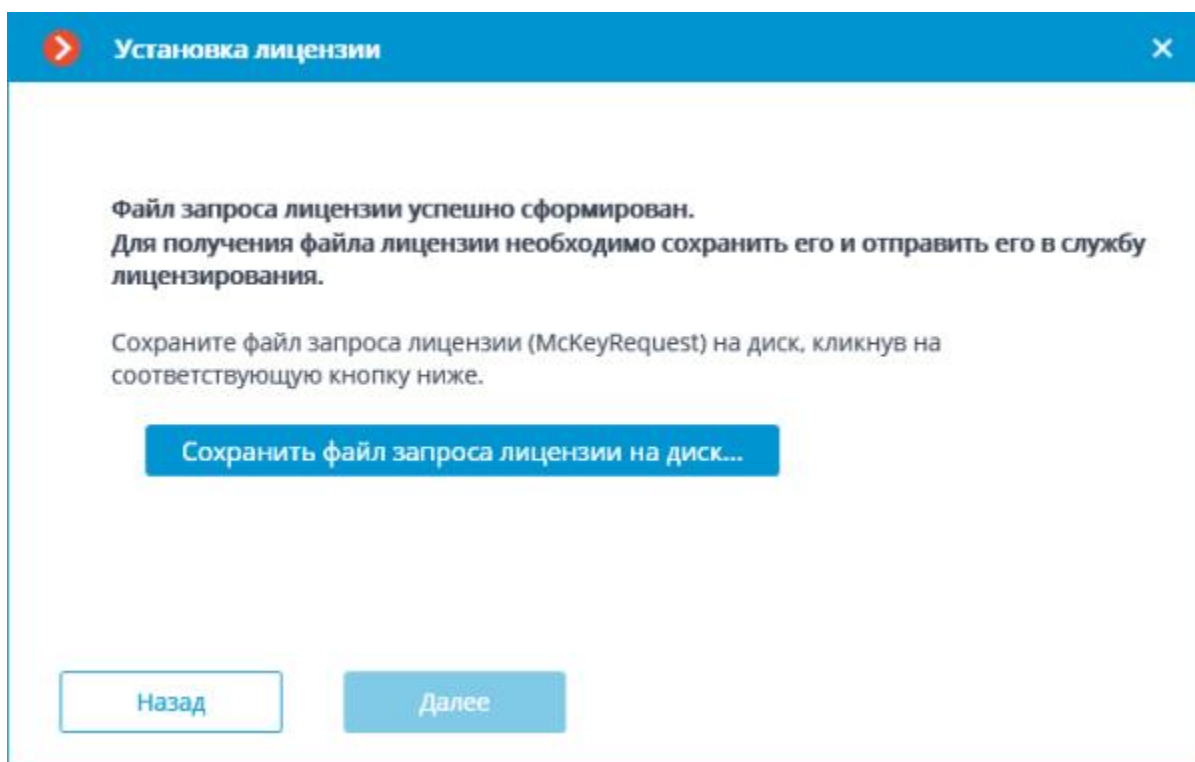 Установка лицензии
Файл запроса лицензии успешно сформирован.
Для получения файла лицензии необходимо сохранить его и отправить его в службу
лицензирования.
Сохраните файл запроса лицензии (McKeyRequest) на диск, кликнув на
соответствующую кнопку ниже.
Сохранить файл запроса лицензии на диск...
Назад
Далее